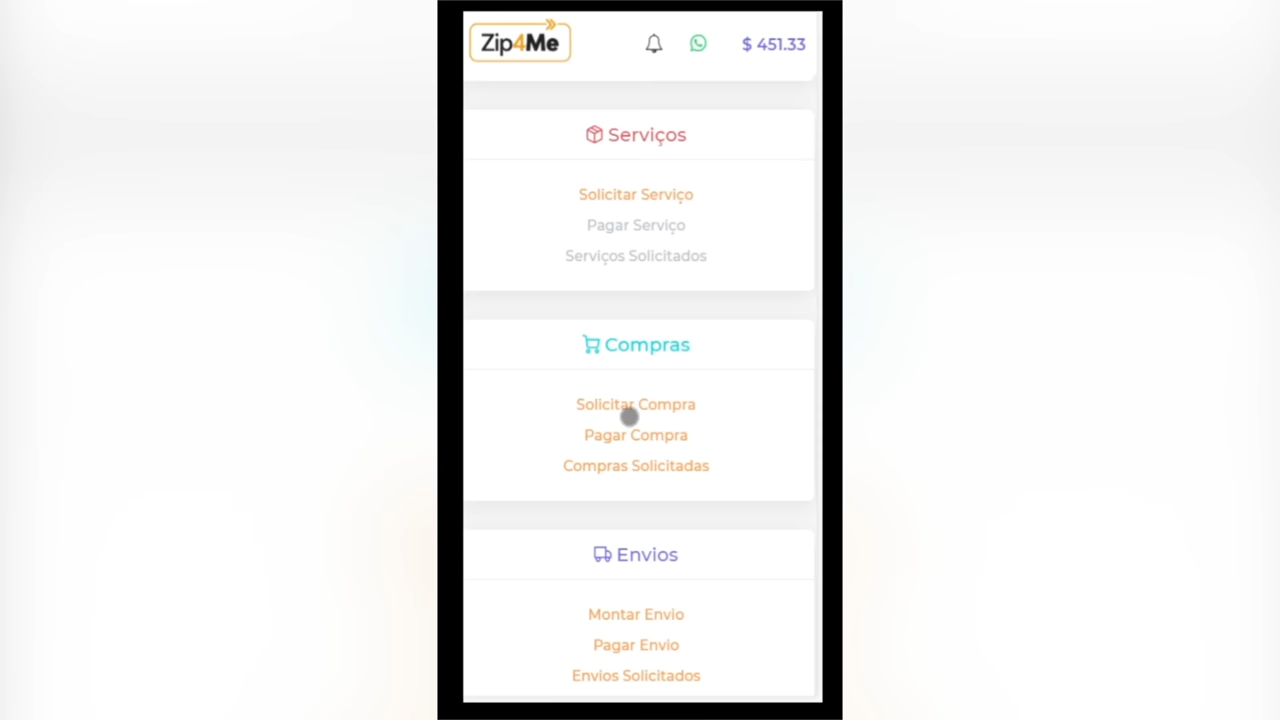 Zip4Me
$ 451.33
Serviços
Solicitar Serviço
Pagar Serviço
Serviços Solicitados
Compras
Solicitar Compra
Pagar Compra
Compras Solicitadas
Envios
Montar Envio
Pagar Envio
Envios Solicitados